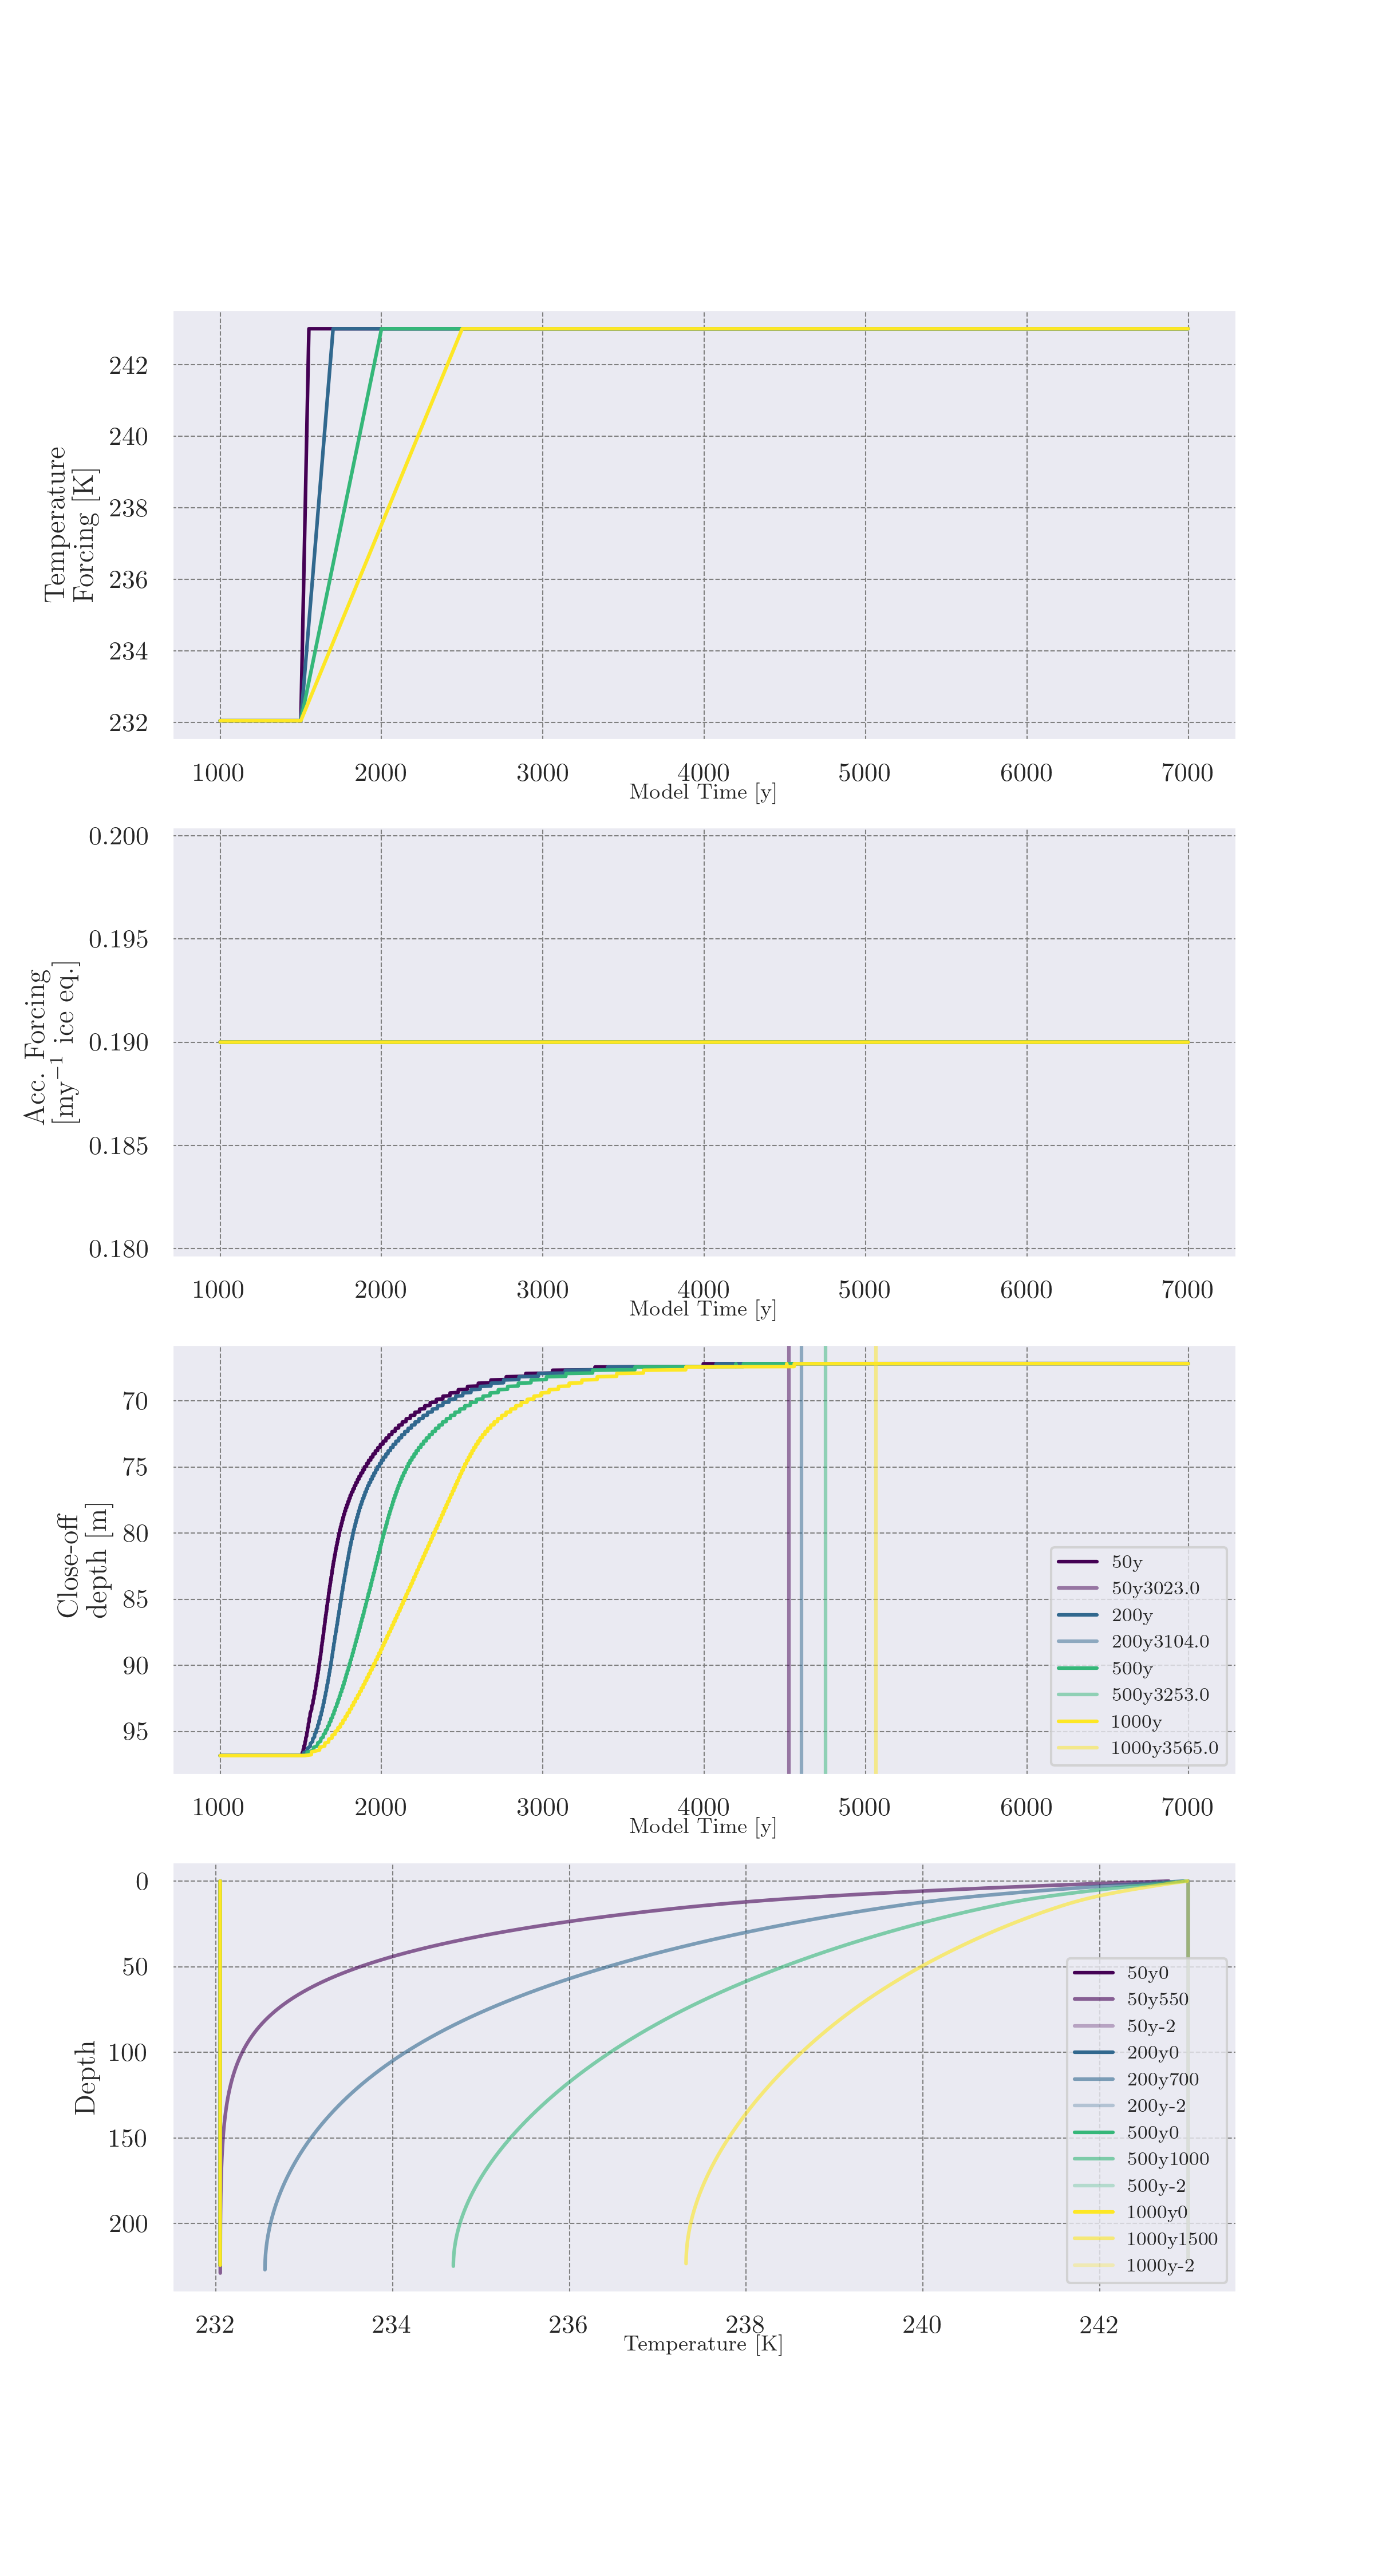 242
240
238
236
234
232
Temperature
Forcing [K]
1000 2000 3000 4000 5000 6000 7000
Model Time [y]
0.200
0.195
0.190
0.185
0.180
Acc. Forcing
[my⁻¹ ice eq.]
1000 2000 3000 4000 5000 6000 7000
Model Time [y]
70
75
80
85
90
95
Close-off
depth [m]
50y
50y3023.0
200y
200y3104.0
500y
500y3253.0
1000y
1000y3565.0
1000 2000 3000 4000 5000 6000 7000
Model Time [y]
0
50
100
150
200
Depth
50y0
50y550
50y-2
200y0
200y700
200y-2
500y0
500y1000
500y-2
1000y0
1000y1500
1000y-2
232 234 236 238 240 242
Temperature [K]